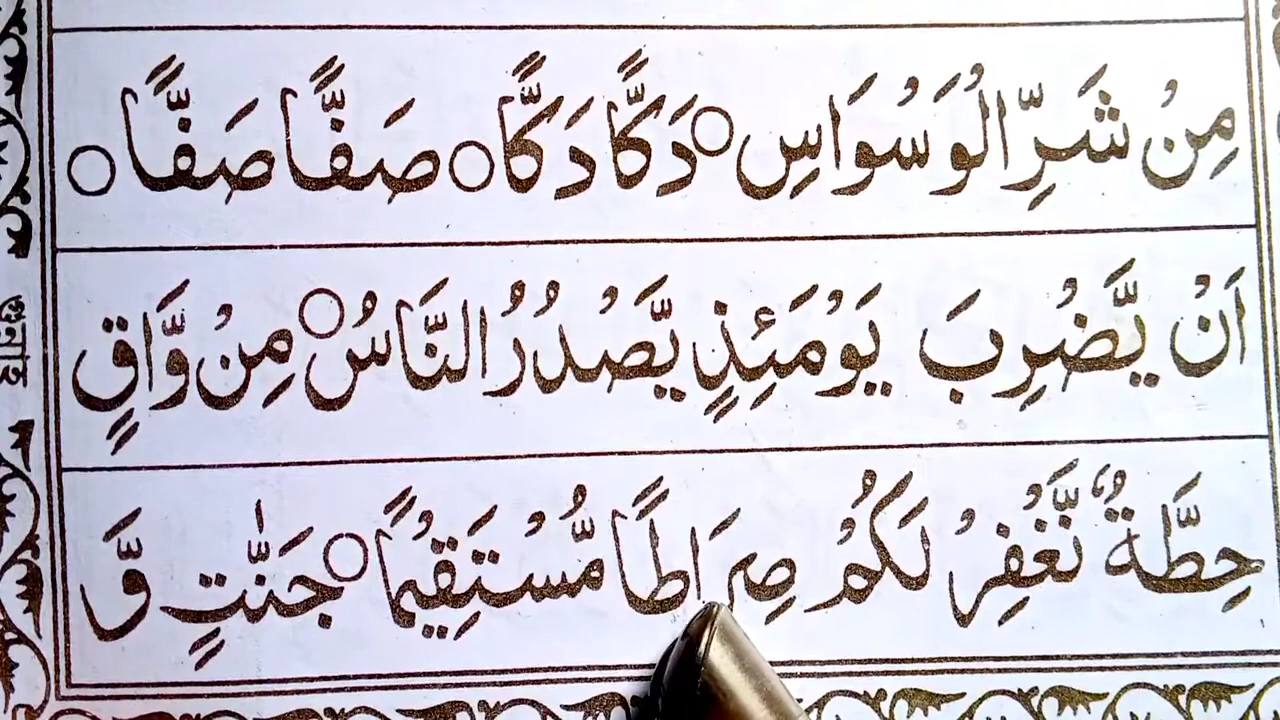 مِنْ شَرِّ الْوَسْوَاسِ ○ دَكًّا دَكًّا ○ صَفًّا صَفًّا ○
اَنْ يَّضْرِبَ يَوْمَئِذٍ يَّصْدُرُ النَّاسُ ○ مِنْ وَّاقٍ
حِطَّةٌ نَّغْفِرْ لَكُمْ صِرَاطًا مُّسْتَقِيْمًا ○ جَنّٰتٍ وَّ